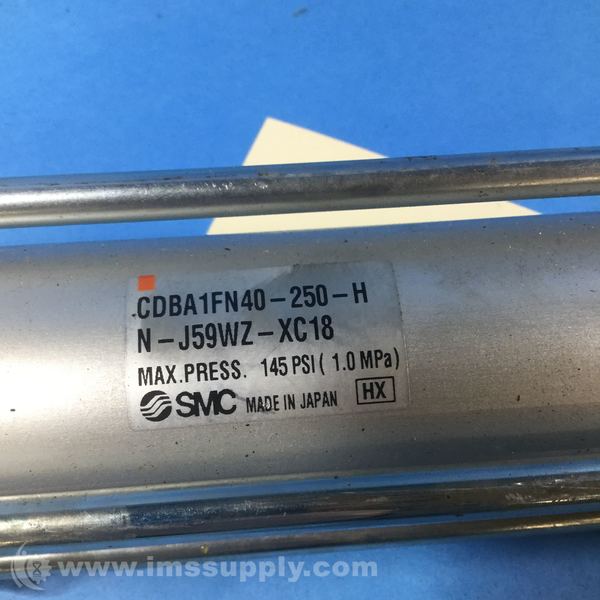 CDBA1FN40-250-H
N-J59WZ-XC18
MAX.PRESS. 145 PSI ( 1.0 MPa)
SMC MADE IN JAPAN HX
© www.imssupply.com